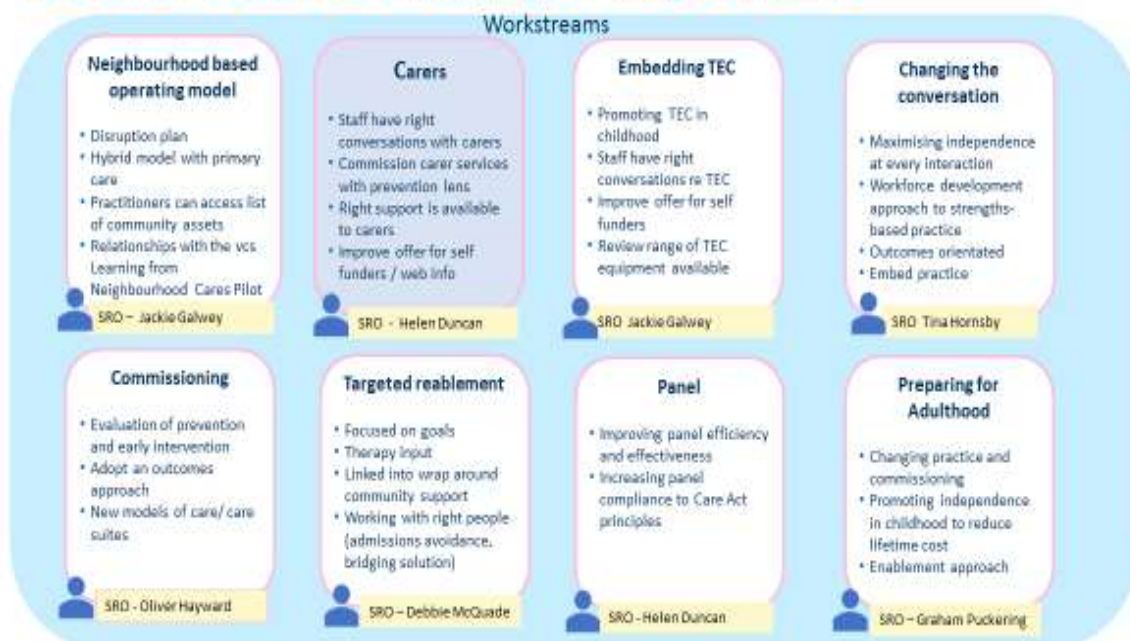 Workstreams
Neighbourhood based
operating model
• Disruption plan
• Hybrid model with primary
care
• Practitioners can access list
of community assets
• Relationships with the vcs
Learning from
Neighbourhood Cares Pilot
SRO – Jackie Galwey
Carers
• Staff have right
conversations with carers
• Commission carer services
with prevention lens
• Right support is available
to carers
• Improve offer for self
funders / web info
SRO - Helen Duncan
Embedding TEC
• Promoting TEC in
childhood
• Staff have right
conversations re TEC
• Improve offer for self
funders
• Review range of TEC
equipment available
SRO Jackie Galwey
Changing the
conversation
• Maximising independence
at every interaction
• Workforce development
approach to strengths-
based practice
• Outcomes orientated
• Embed practice
SRO Tina Hornsby
Commissioning
• Evaluation of prevention
and early intervention
• Adopt an outcomes
approach
• New models of care/ care
suites
SRO - Oliver Hayward
Targeted reablement
• Focused on goals
• Therapy input
• Linked into wrap around
community support
• Working with right people
(admissions avoidance,
bridging solution)
SRO – Debbie McQuade
Panel
• Improving panel efficiency
and effectiveness
• Increasing panel
compliance to Care Act
principles
SRO - Helen Duncan
Preparing for
Adulthood
• Changing practice and
commissioning
• Promoting independence
in childhood to reduce
lifetime cost
• Enablement approach
SRO – Graham Puckering